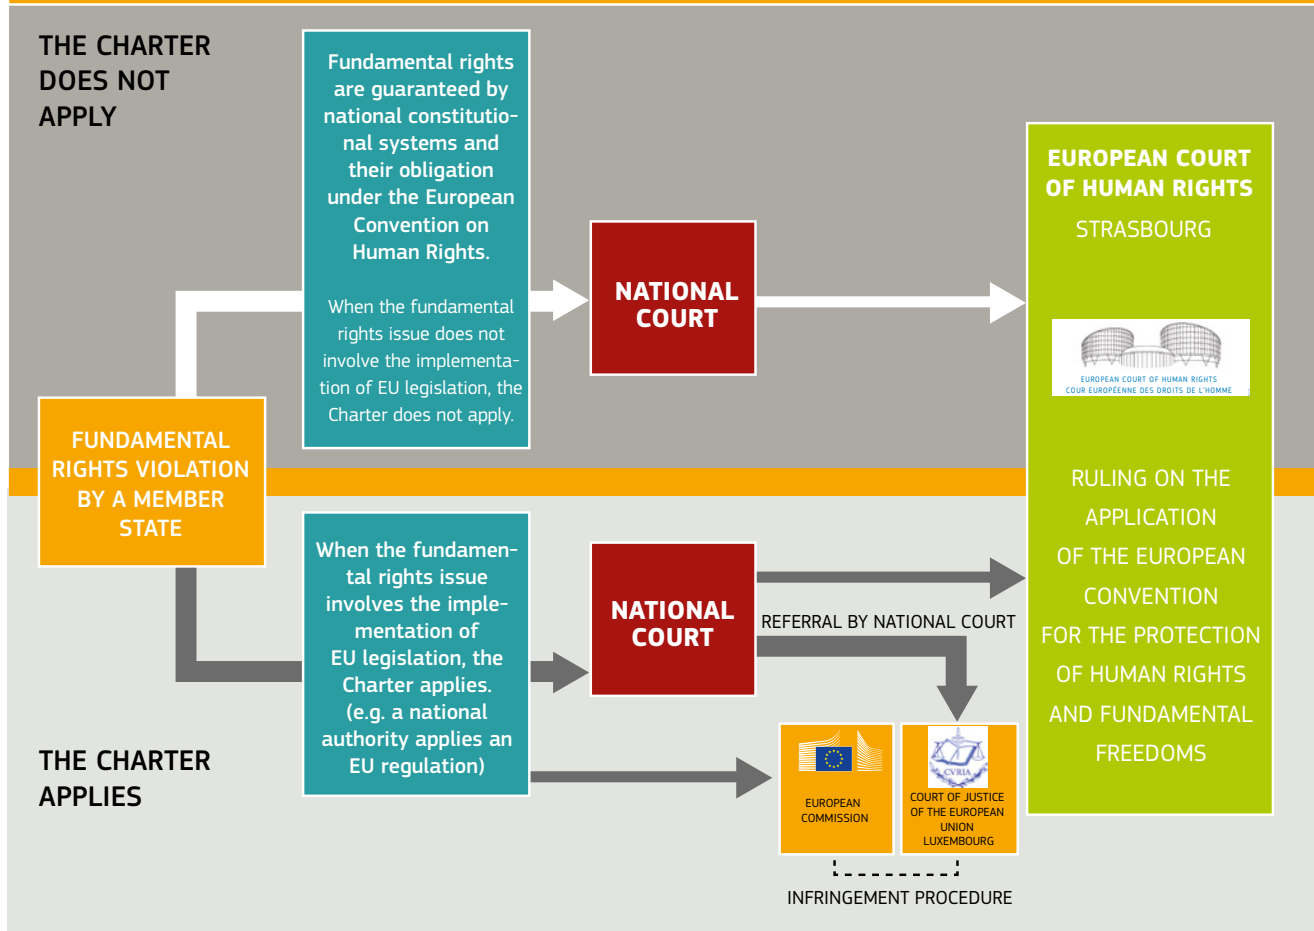 THE CHARTER
DOES NOT
APPLY
Fundamental rights
are guaranteed by
national constitutio-
nal systems and
their obligation
under the European
Convention on
Human Rights.
When the fundamental
rights issue does not
involve the implementa-
tion of EU legislation, the
Charter does not apply.
NATIONAL
COURT
EUROPEAN COURT
OF HUMAN RIGHTS
STRASBOURG
EUROPEAN COURT OF HUMAN RIGHTS
COUR EUROPÉENNE DES DROITS DE L'HOMME
RULING ON THE
APPLICATION
OF THE EUROPEAN
CONVENTION
FOR THE PROTECTION
OF HUMAN RIGHTS
AND FUNDAMENTAL
FREEDOMS
FUNDAMENTAL
RIGHTS VIOLATION
BY A MEMBER
STATE
When the fundamen-
tal rights issue
involves the imple-
mentation of
EU legislation, the
Charter applies.
(e.g. a national
authority applies an
EU regulation)
NATIONAL
COURT
REFERRAL BY NATIONAL COURT
THE CHARTER
APPLIES
EUROPEAN
COMMISSION
CVRIA
COURT OF JUSTICE
OF THE EUROPEAN
UNION
LUXEMBOURG
INFRINGEMENT PROCEDURE